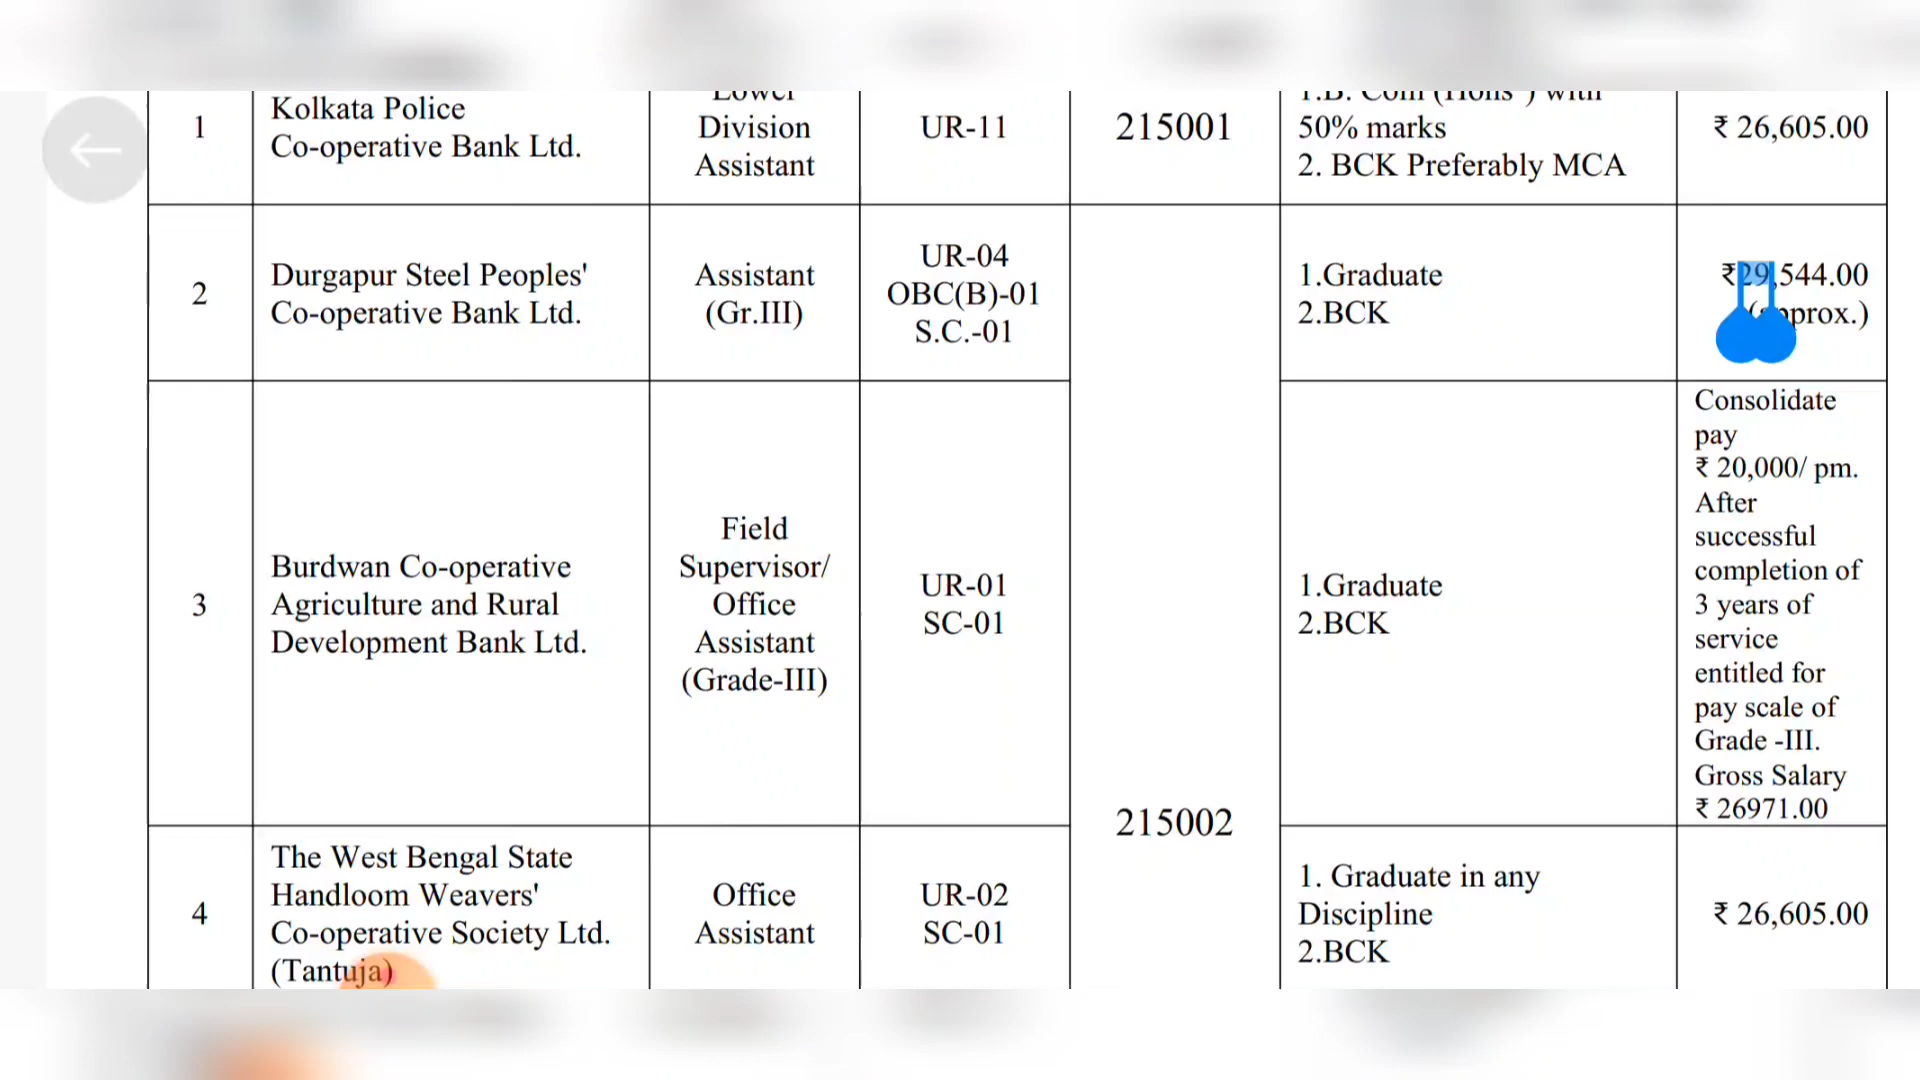 1
Kolkata Police
Co-operative Bank Ltd.
Lower
Division
Assistant
UR-11
215001
1.B. Com (Hons ) with
50% marks
2. BCK Preferably MCA
₹ 26,605.00
2
Durgapur Steel Peoples'
Co-operative Bank Ltd.
Assistant
(Gr.III)
UR-04
OBC(B)-01
S.C.-01
1.Graduate
2.BCK
₹29,544.00
(approx.)
3
Burdwan Co-operative
Agriculture and Rural
Development Bank Ltd.
Field
Supervisor/
Office
Assistant
(Grade-III)
UR-01
SC-01
215002
1.Graduate
2.BCK
Consolidate
pay
₹ 20,000/ pm.
After
successful
completion of
3 years of
service
entitled for
pay scale of
Grade -III.
Gross Salary
₹ 26971.00
4
The West Bengal State
Handloom Weavers'
Co-operative Society Ltd.
(Tantuja)
Office
Assistant
UR-02
SC-01
1. Graduate in any
Discipline
2.BCK
₹ 26,605.00